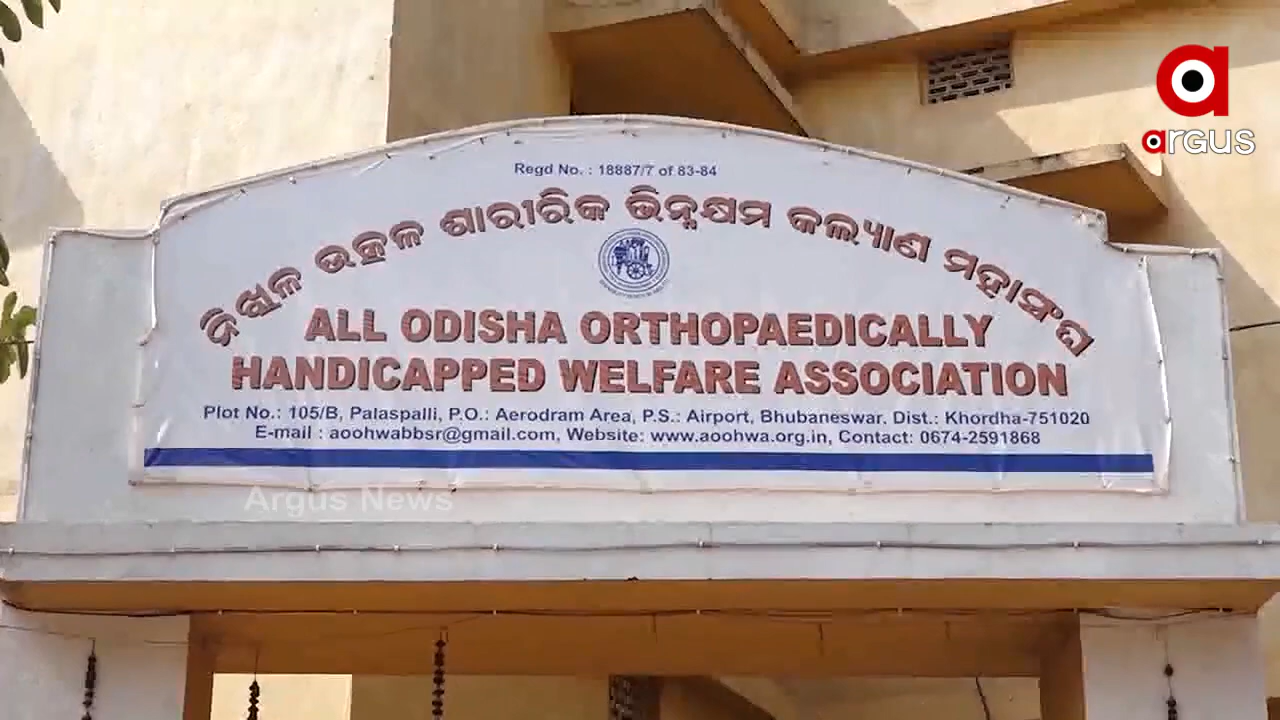 Regd No. : 18887/7 of 83-84
ନିଖିଳ ଉତ୍କଳ ଶାରୀରିକ ଭିନ୍ନକ୍ଷମ କଲ୍ୟାଣ ମହାସଂଘ
ALL ODISHA ORTHOPAEDICALLY
HANDICAPPED WELFARE ASSOCIATION
Plot No.: 105/B, Palaspalli, P.O.: Aerodram Area, P.S.: Airport, Bhubaneswar. Dist.: Khordha-751020
E-mail : aoohwabbsr@gmail.com, Website: www.aoohwa.org.in, Contact: 0674-2591868
Argus News
argus